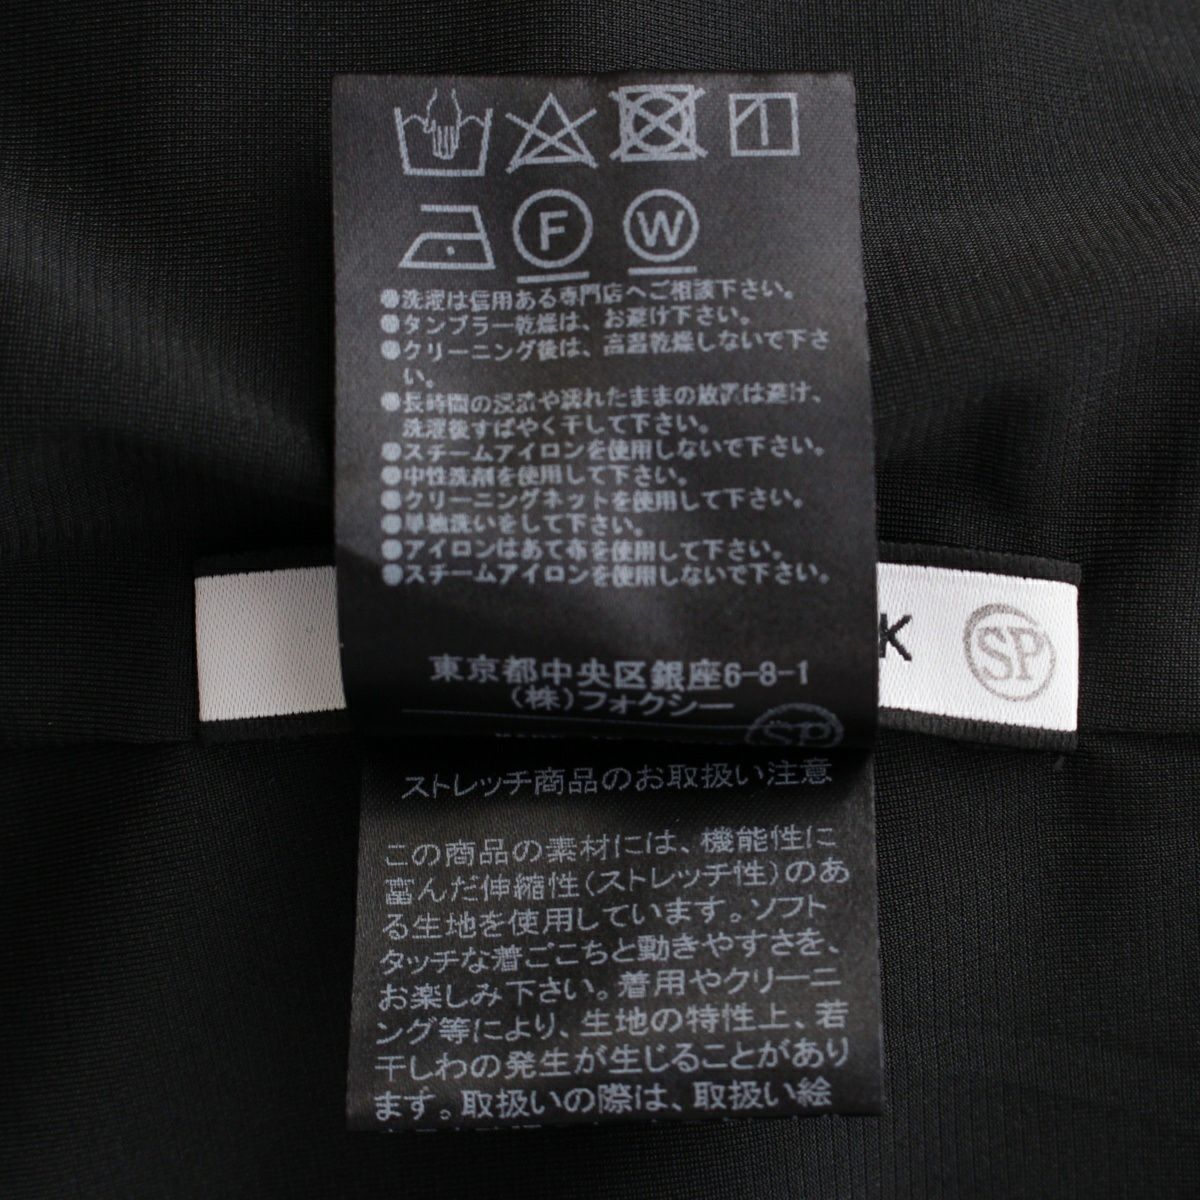 F W
●洗濯は信用ある専門店へご相談下さい。
●タンブラー乾燥は、お避け下さい。
●クリーニング後は、高温乾燥しないで下さ
い。
●長時間の浸漬や濡れたままの放置は避け、
洗濯後すばやく干して下さい。
●スチームアイロンを使用しないで下さい。
●中性洗剤を使用して下さい。
●クリーニングネットを使用して下さい。
●単独洗いをして下さい。
●アイロンはあて布を使用して下さい。
●スチームアイロンを使用しないで下さい。
K SP
東京都中央区銀座6-8-1
(株)フォクシー
SP
ストレッチ商品のお取扱い注意
この商品の素材には、機能性に
富んだ伸縮性(ストレッチ性)のあ
る生地を使用しています。ソフト
タッチな着ごこちと動きやすさを、
お楽しみ下さい。着用やクリーニ
ング等により、生地の特性上、若
干しわの発生が生じることがあり
ます。取扱いの際は、取扱い絵